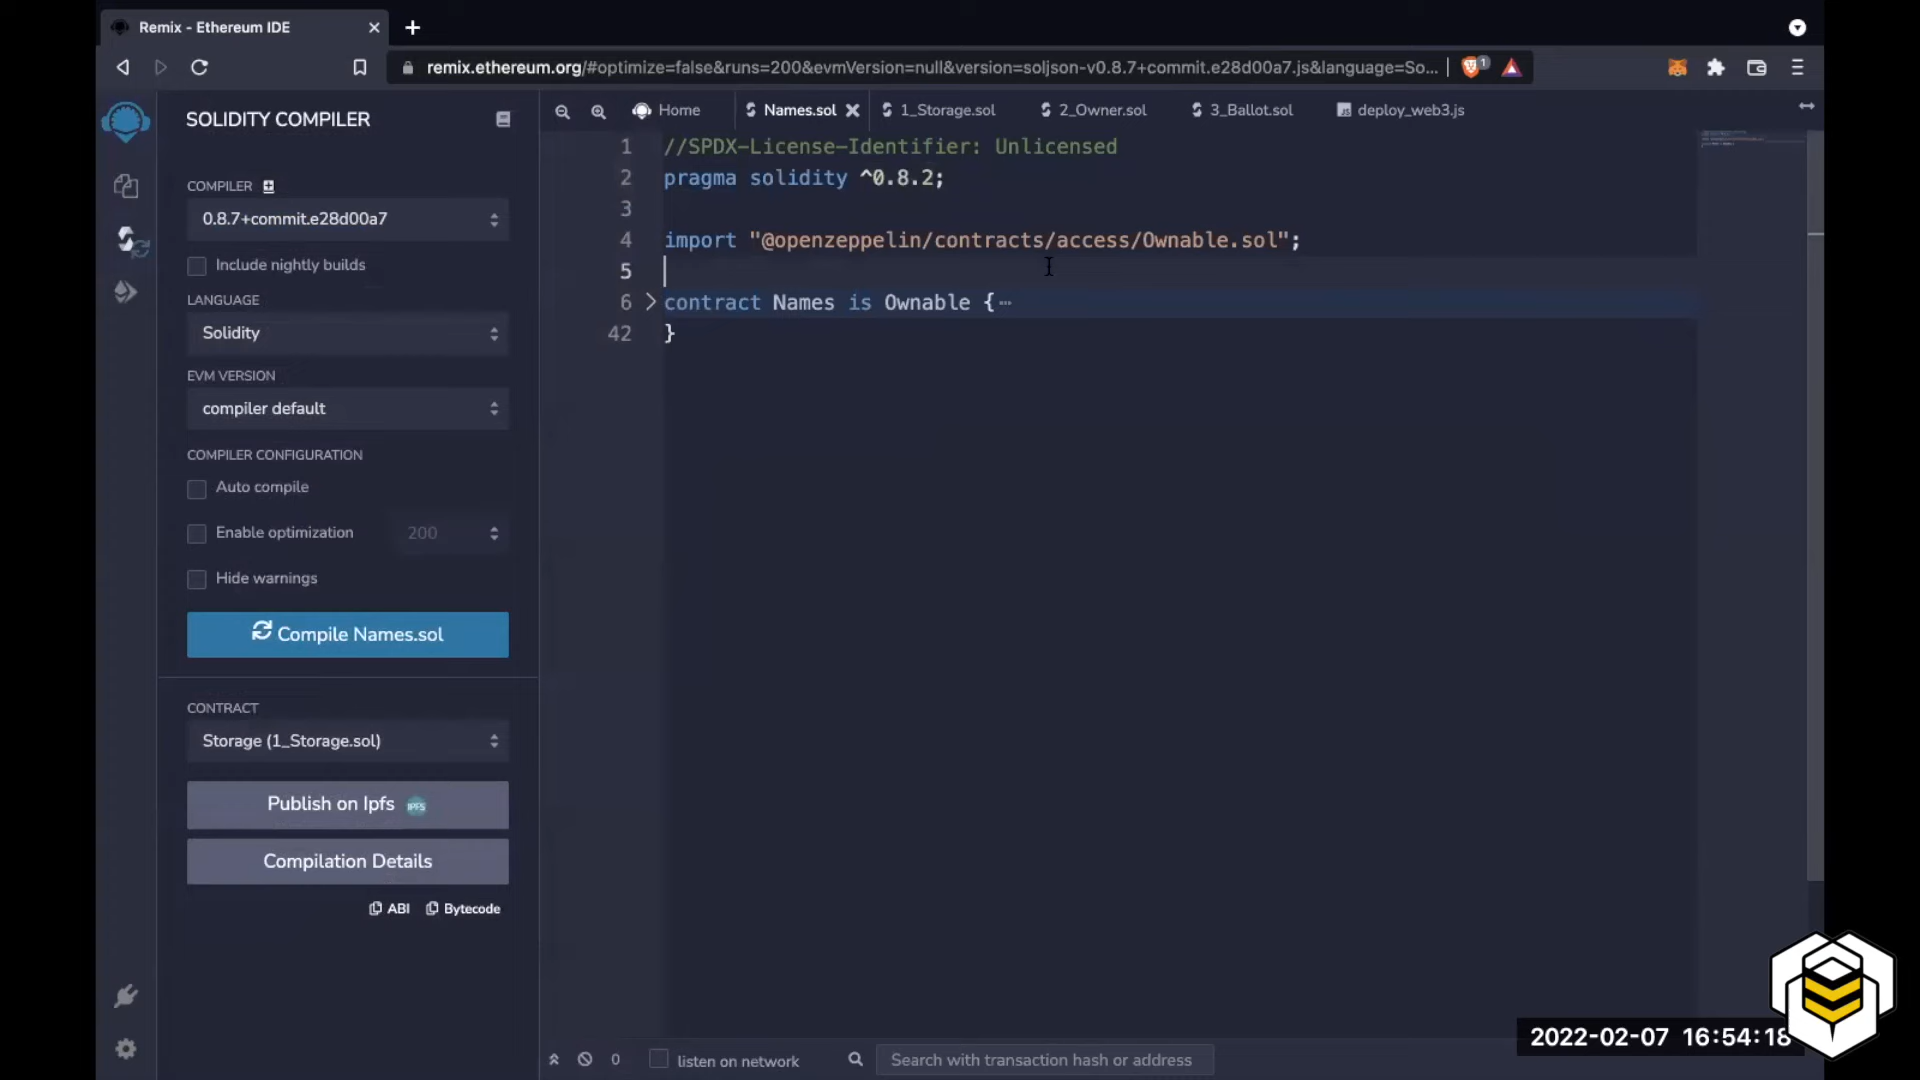 Remix - Ethereum IDE
remix.ethereum.org/#optimize=false&runs=200&evmVersion=null&version=soljson-v0.8.7+commit.e28d00a7.js&language=So...
1
SOLIDITY COMPILER
COMPILER
0.8.7+commit.e28d00a7
Include nightly builds
LANGUAGE
Solidity
EVM VERSION
compiler default
COMPILER CONFIGURATION
Auto compile
Enable optimization 200
Hide warnings
Compile Names.sol
CONTRACT
Storage (1_Storage.sol)
Publish on Ipfs IPFS
Compilation Details
ABI Bytecode
Home Names.sol 1_Storage.sol 2_Owner.sol 3_Ballot.sol deploy_web3.js
1 //SPDX-License-Identifier: Unlicensed
2 pragma solidity ^0.8.2;
3
4 import "@openzeppelin/contracts/access/Ownable.sol";
5
6 contract Names is Ownable {
42 }
0 listen on network Search with transaction hash or address
2022-02-07 16:54:18